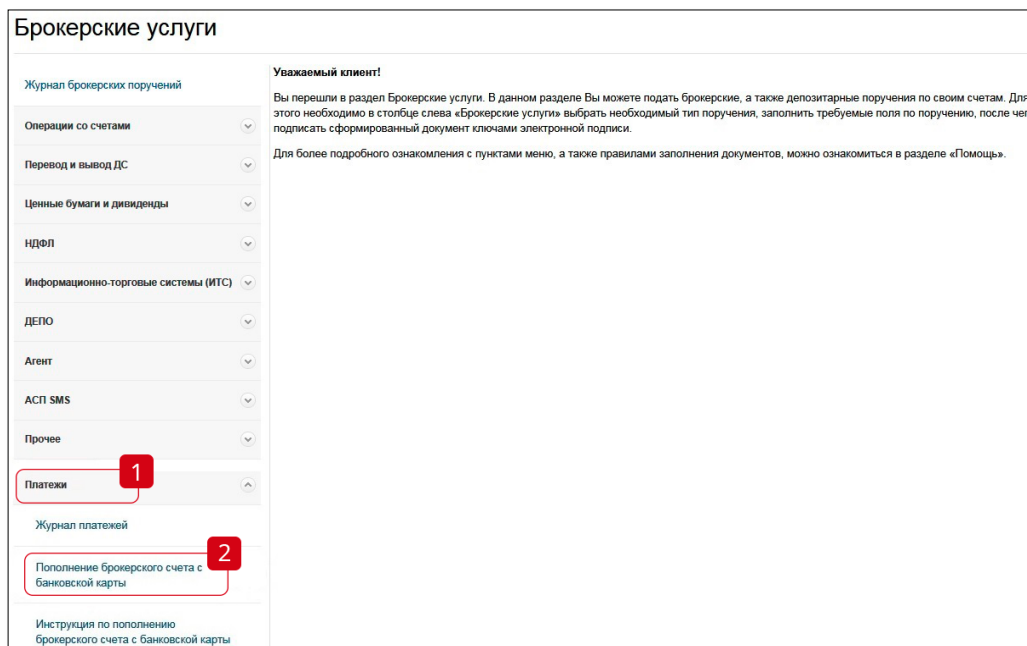 Брокерские услуги
Журнал брокерских поручений
Операции со счетами
Перевод и вывод ДС
Ценные бумаги и дивиденды
НДФЛ
Информационно-торговые системы (ИТС)
ДЕПО
Агент
АСП SMS
Прочее
1
Платежи
Журнал платежей
2
Пополнение брокерского счета с
банковской карты
Инструкция по пополнению
брокерского счета с банковской карты
Уважаемый клиент!
Вы перешли в раздел Брокерские услуги. В данном разделе Вы можете подать брокерские, а также депозитарные поручения по своим счетам. Для
этого необходимо в столбце слева «Брокерские услуги» выбрать необходимый тип поручения, заполнить требуемые поля по поручению, после чег
подписать сформированный документ ключами электронной подписи.
Для более подробного ознакомления с пунктами меню, а также правилами заполнения документов, можно ознакомиться в разделе «Помощь».